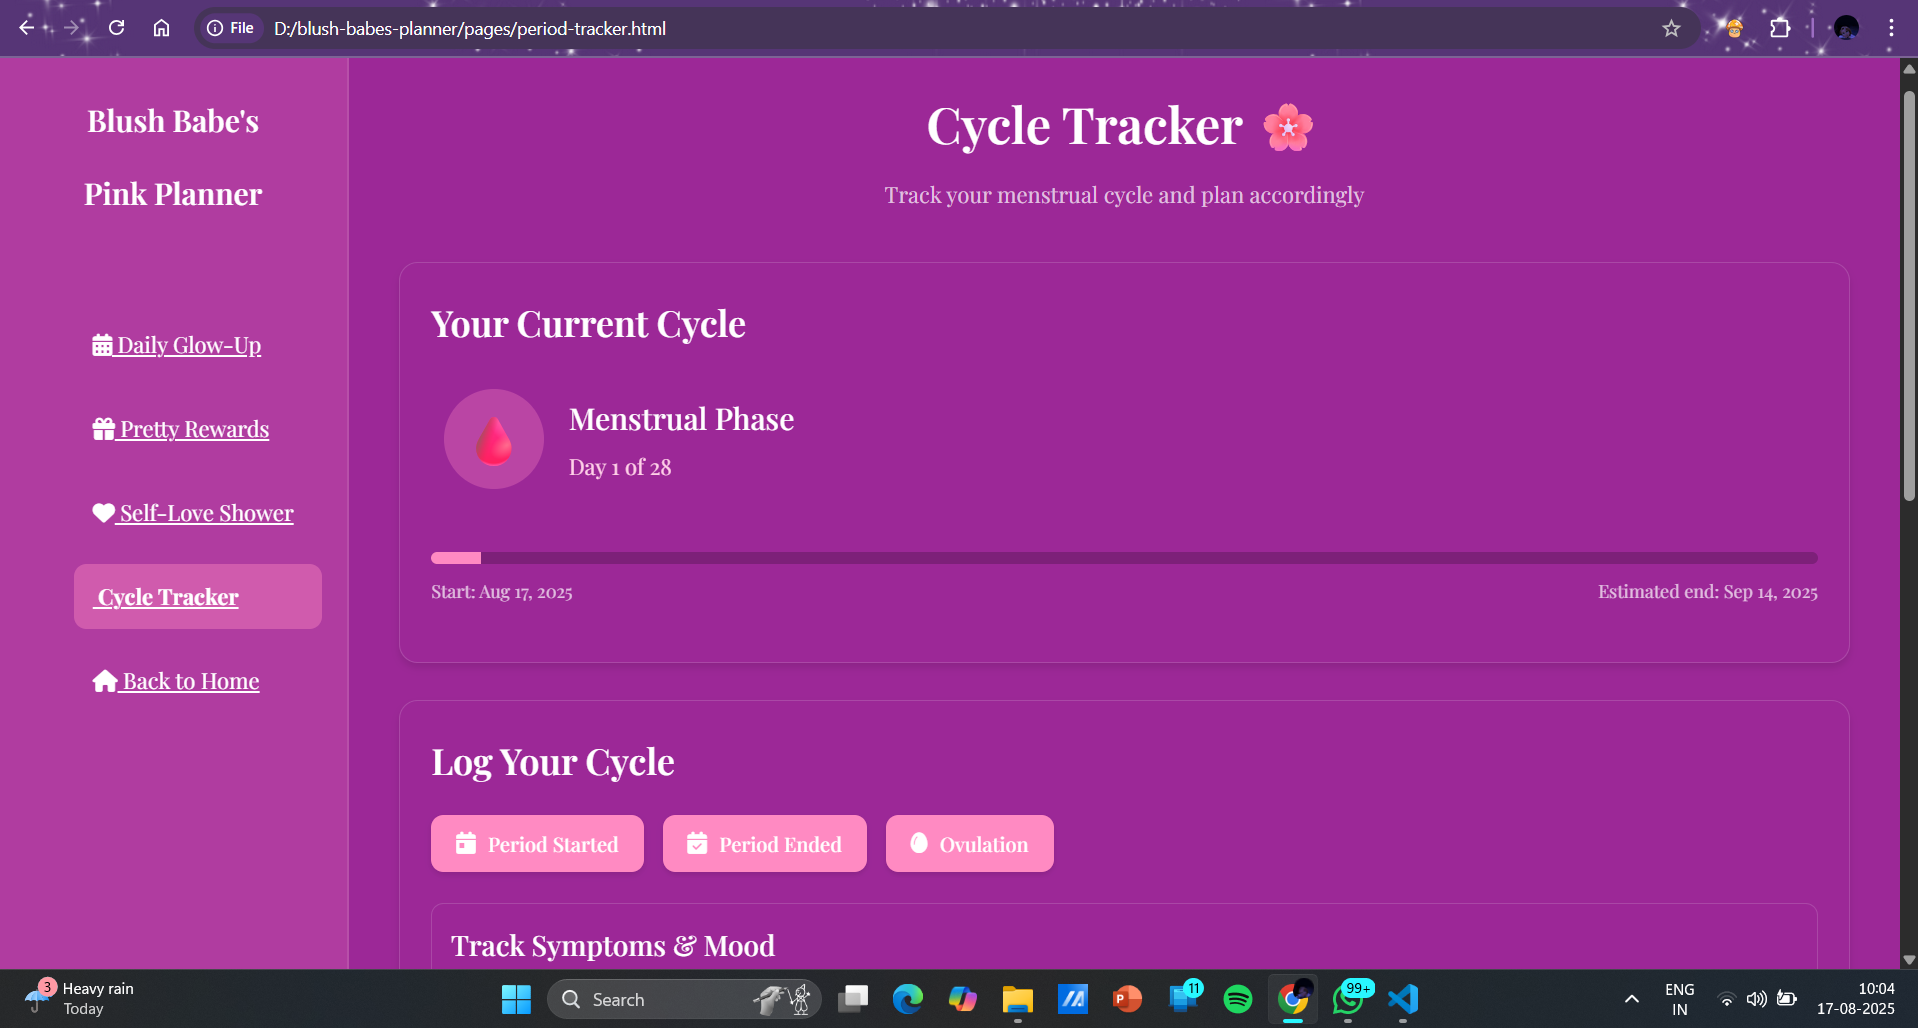 File D:/blush-babes-planner/pages/period-tracker.html
Blush Babe's
Pink Planner
Daily Glow-Up
Pretty Rewards
Self-Love Shower
Cycle Tracker
Back to Home
Cycle Tracker
Track your menstrual cycle and plan accordingly
Your Current Cycle
Menstrual Phase
Day 1 of 28
Start: Aug 17, 2025 Estimated end: Sep 14, 2025
Log Your Cycle
Period Started Period Ended Ovulation
Track Symptoms & Mood
3 Heavy rain
Today
Search
P
11
99+
ENG
IN
10:04
17-08-2025